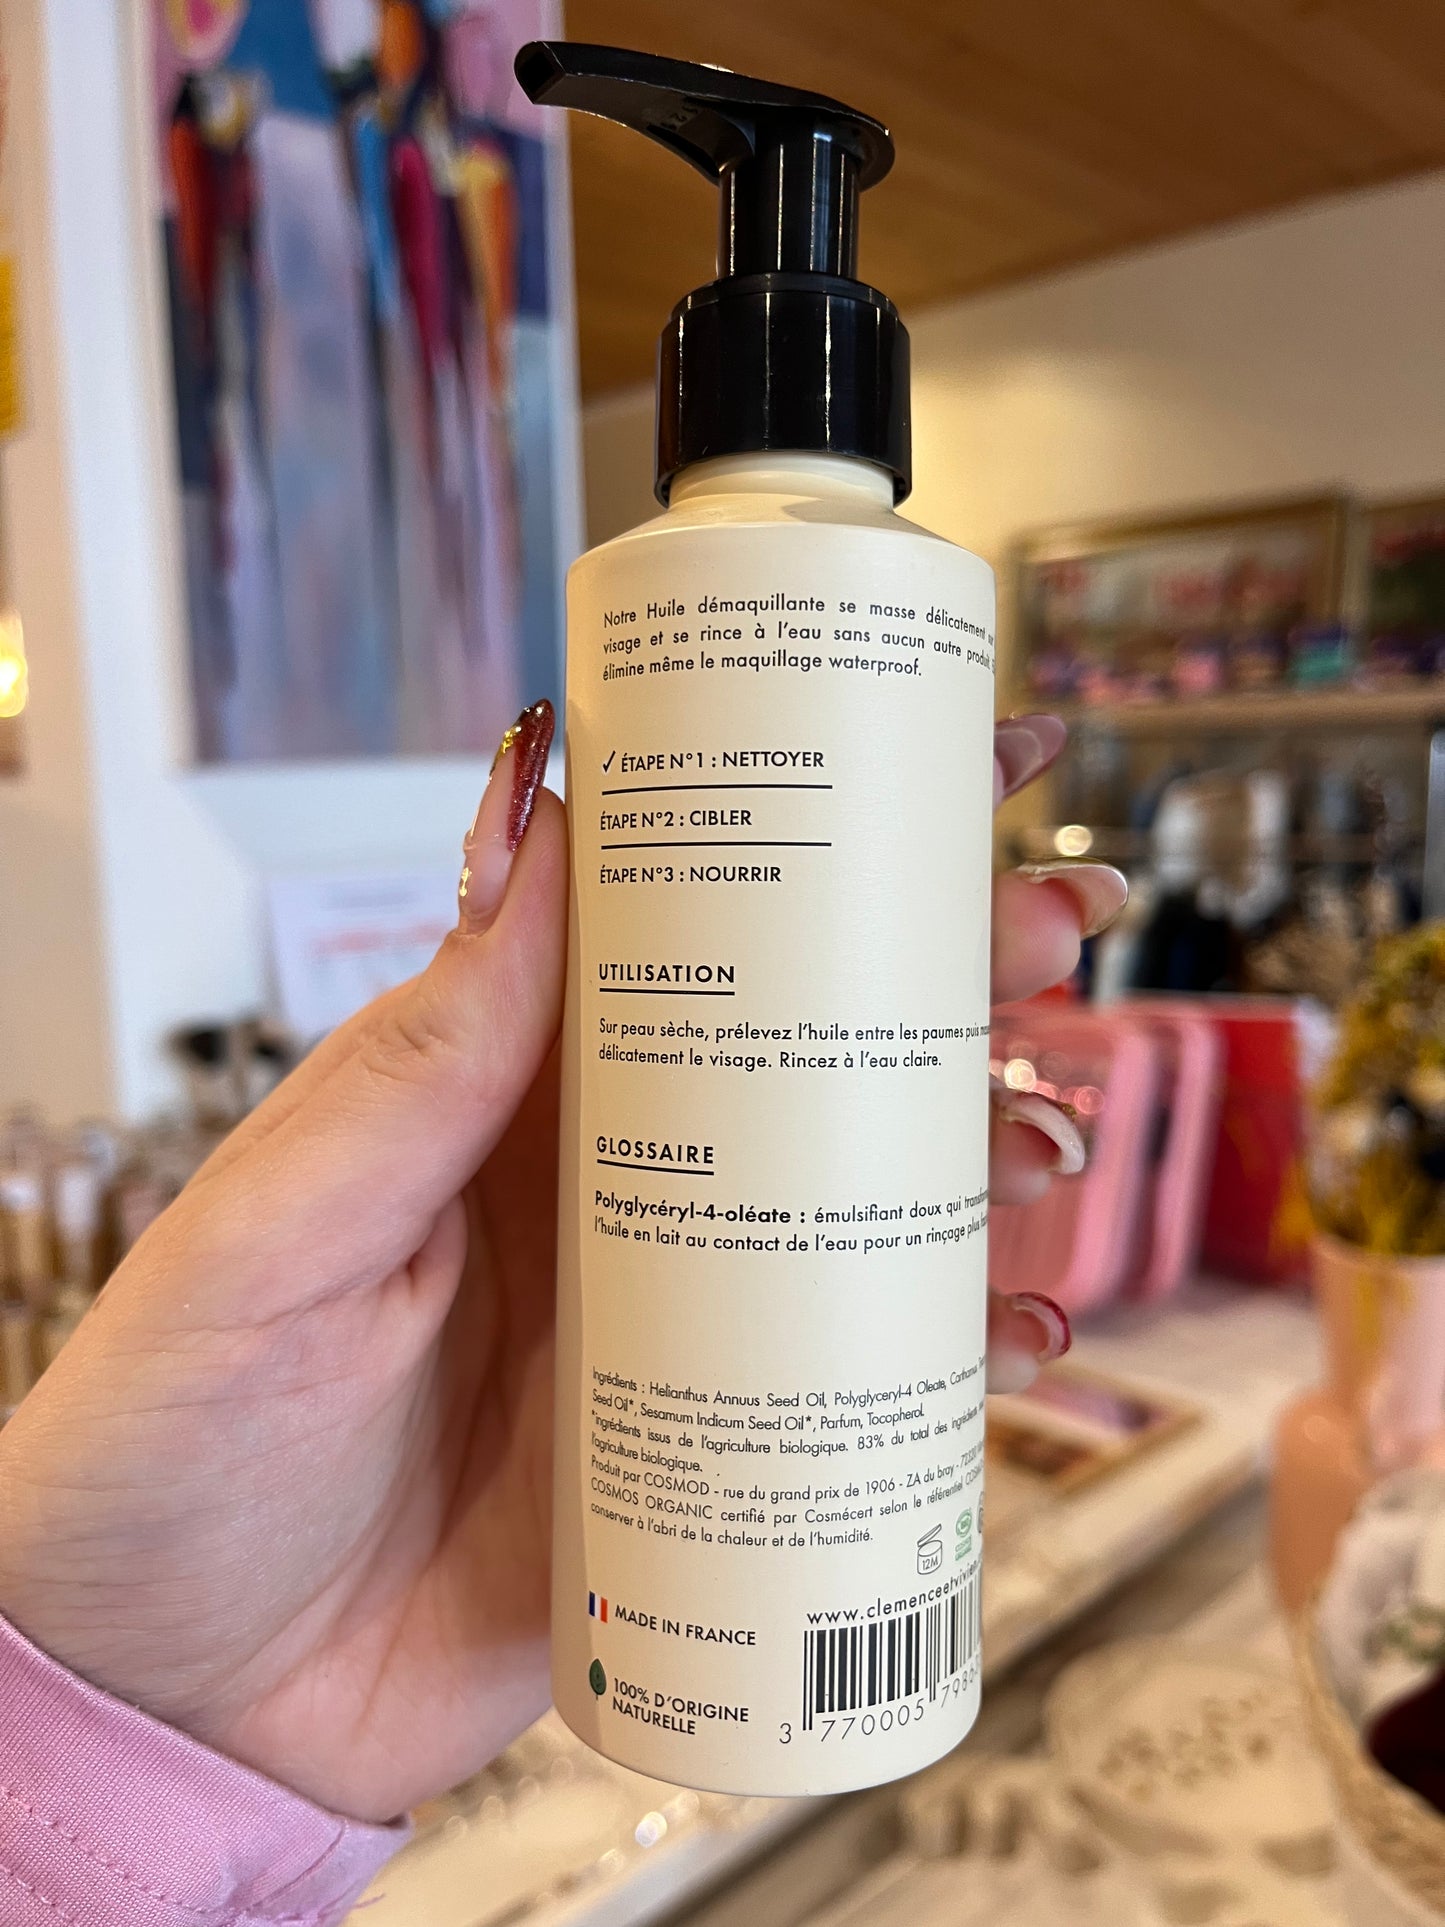 Notre Huile démaquillante se masse délicatement
visage et se rince à l'eau sans aucun autre produit
élimine même le maquillage waterproof.
✓ ÉTAPE N°1 : NETTOYER
ÉTAPE N°2 : CIBLER
ÉTAPE N°3 : NOURRIR
UTILISATION
Sur peau sèche, prélevez l'huile entre les paumes puis
délicatement le visage. Rincez à l'eau claire.
GLOSSAIRE
Polyglycéryl-4-oléate : émulsifiant doux qui
l'huile en lait au contact de l'eau pour un rinçage plus
Ingrédients : Helianthus Annuus Seed Oil, Polyglyceryl-4 Oleate, Carthamus
Seed Oil*, Sesamum Indicum Seed Oil*, Parfum, Tocopherol.
*ingrédients issus de l'agriculture biologique. 83% du total des ingrédients
l'agriculture biologique.
Produit par COSMOD - rue du grand prix de 1906 - ZA du bray -
COSMOS ORGANIC certifié par Cosmécert selon le référentiel
conserver à l'abri de la chaleur et de l'humidité.
12M
www.clemenceetvivien.
MADE IN FRANCE
100% D'ORIGINE
NATURELLE
3 770005 7986